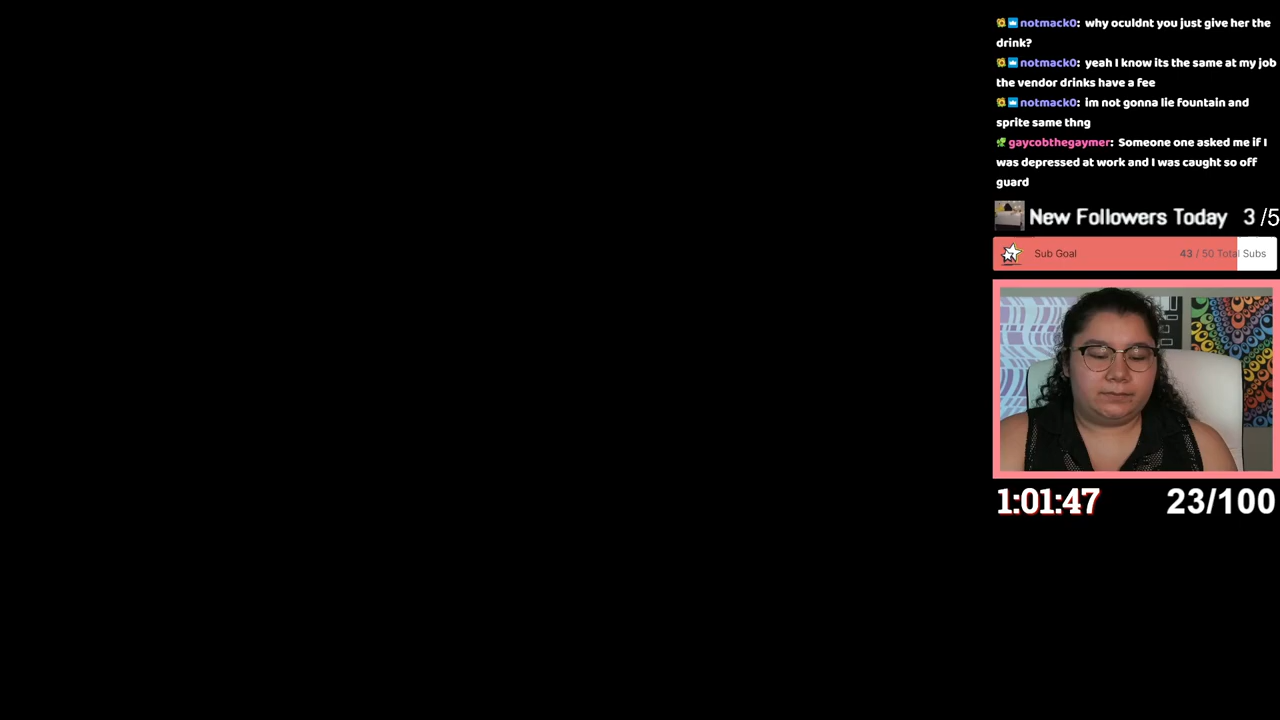 notmack0: why oculdnt you just give her the
drink?
notmack0: yeah I know its the same at my job
the vendor drinks have a fee
notmack0: im not gonna lie fountain and
sprite same thng
gaycobthegaymer: Someone one asked me if I
was depressed at work and I was caught so off
guard
New Followers Today 3 /5
Sub Goal 43 / 50 Total Subs
1:01:47 23/100